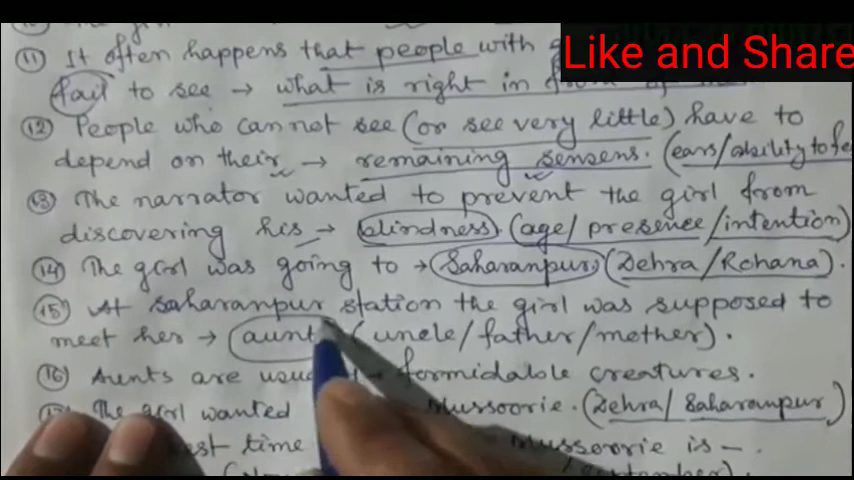 (11) It often happens that people with
fail to see → what is right in front of
Like and Share
(12) People who cannot see (or see very little) have to
depend on their → remaining sensens. (ears/ability to fe
(13) The narrator wanted to prevent the girl from
discovering his → blindness. (age/presence/intention)
(14) The girl was going to → Saharanpur. (Dehra/Rohana).
(15) At Saharanpur station the girl was supposed to
meet her → (aunt (uncle/father/mother).
(16) Aunts are formidable creatures.
The girl wanted Mussoorie. (Dehra/Saharanpur)
time Mussoorie is -.